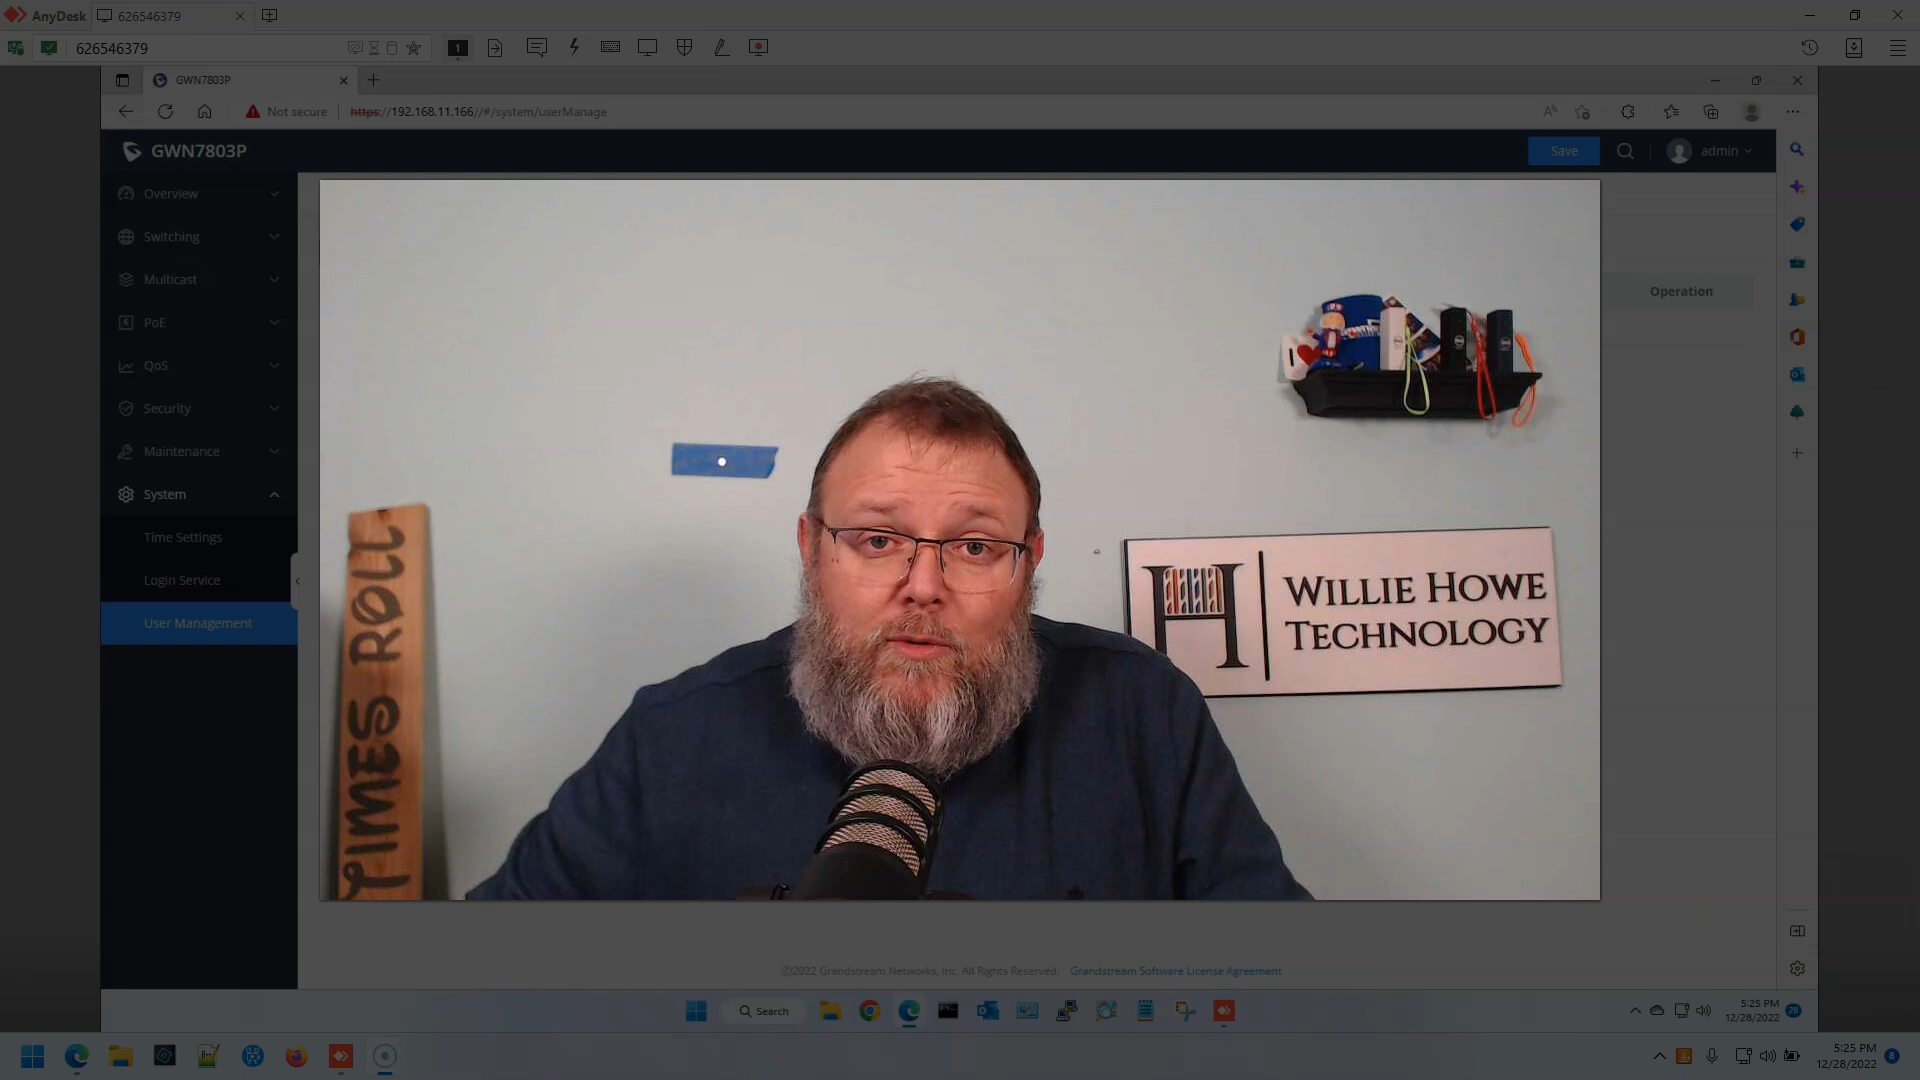 AnyDesk
626546379
626546379
1
GWN7803P
Not secure
https://192.168.11.166//#/system/userManage
GWN7803P
Save
admin
Overview
Switching
Multicast
PoE
QoS
Security
Maintenance
System
Time Settings
Login Service
User Management
Operation
I
TIMES ROLL
H
WILLIE HOWE
TECHNOLOGY
©2022 Grandstream Networks, Inc. All Rights Reserved. Grandstream Software License Agreement
Search
5:25 PM
12/28/2022
28
5:25 PM
12/28/2022
8